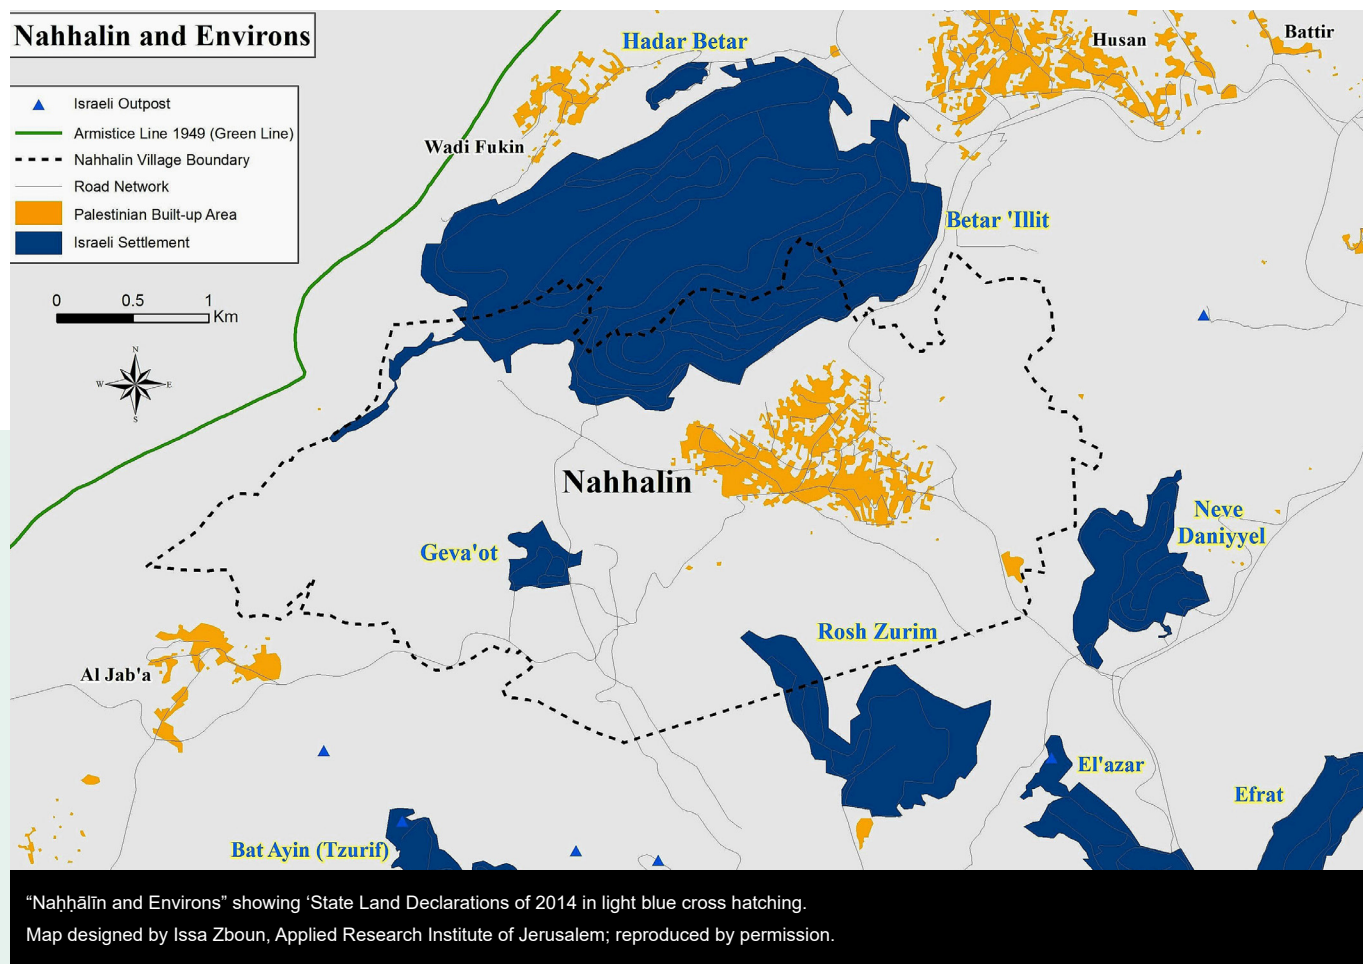 Nahhalin and Environs
Israeli Outpost
Armistice Line 1949 (Green Line)
Nahhalin Village Boundary
Road Network
Palestinian Built-up Area
Israeli Settlement
0 0.5 1
Km
N
W E
S
Hadar Betar
Husan
Battir
Wadi Fukin
Betar 'Illit
Nahhalin
Neve
Daniyyel
Geva'ot
Rosh Zurim
Al Jab'a
El'azar
Efrat
Bat Ayin (Tzurif)
“Naḥḥālīn and Environs” showing ‘State Land Declarations of 2014 in light blue cross hatching.
Map designed by Issa Zboun, Applied Research Institute of Jerusalem; reproduced by permission.